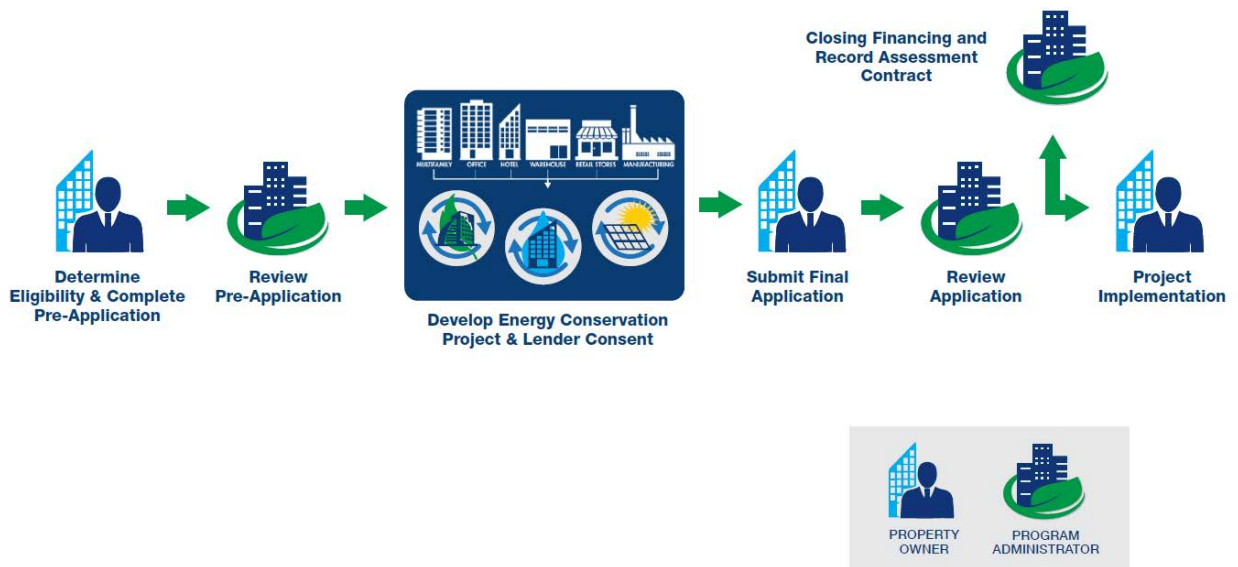 Closing Financing and
Record Assessment
Contract
MULTIFAMILY OFFICE HOTEL WAREHOUSE RETAIL STORES MANUFACTURING
Determine
Eligibility & Complete
Pre-Application
Review
Pre-Application
Develop Energy Conservation
Project & Lender Consent
Submit Final
Application
Review
Application
Project
Implementation
PROPERTY
OWNER
PROGRAM
ADMINISTRATOR